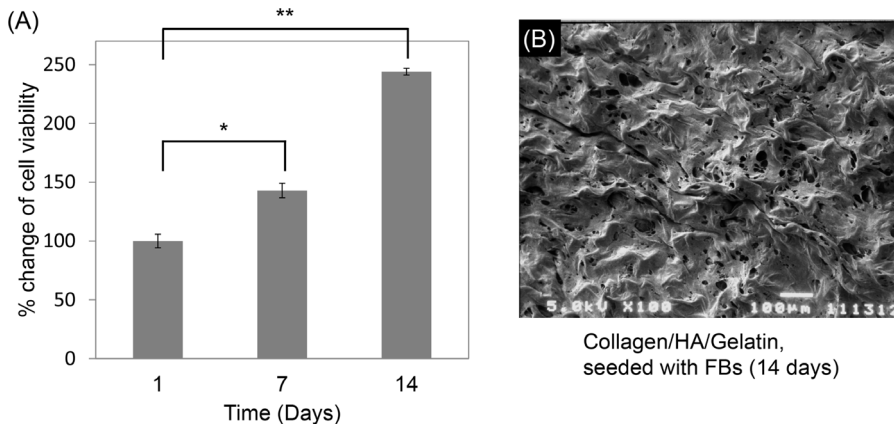 (A)
**
*
% change of cell viability
250
200
150
100
50
0
1 7 14
Time (Days)
(B)
5.0kV X100 100µm 111312
Collagen/HA/Gelatin,
seeded with FBs (14 days)